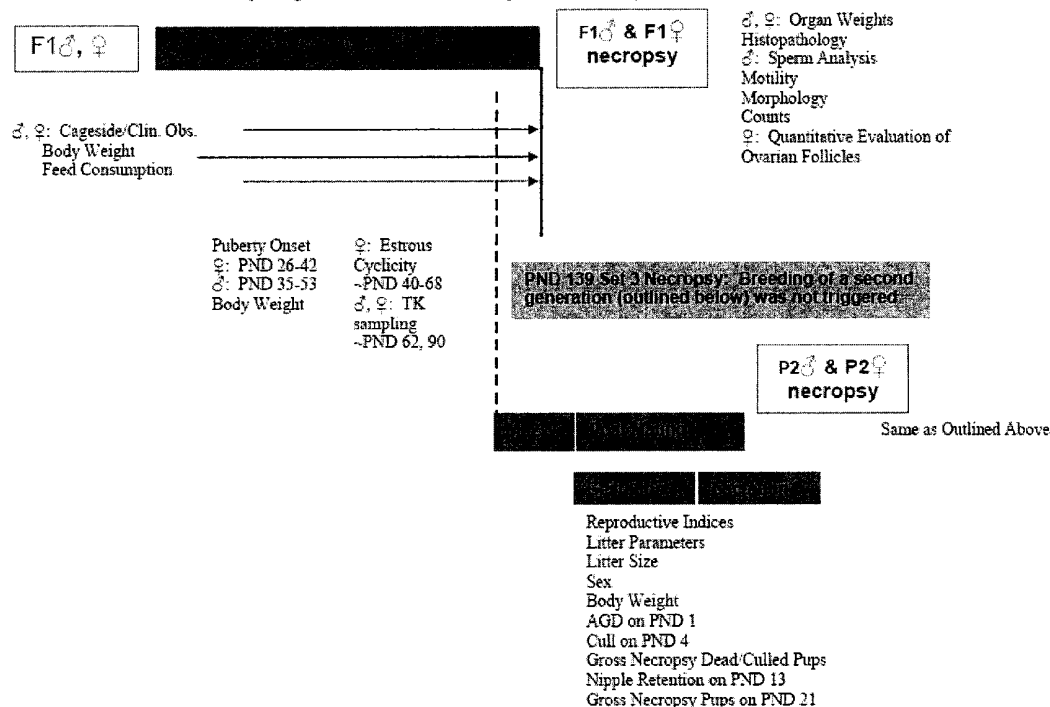 F1♂, ♀
F1♂ & F1♀
necropsy
♂, ♀: Organ Weights
Histopathology
♂: Sperm Analysis
Motility
Morphology
Counts
♀: Quantitative Evaluation of
Ovarian Follicles
♂, ♀: Cageside/Clin. Obs.
Body Weight
Feed Consumption
Puberty Onset
♀: PND 26-42
♂: PND 35-53
Body Weight
♀: Estrous
Cyclicity
~PND 40-68
♂, ♀: TK
sampling
~PND 62, 90
PND 139 Set 3 Necropsy: Breeding of a second
generation (outlined below) was not triggered
P2♂ & P2♀
necropsy
Same as Outlined Above
Reproductive Indices
Litter Parameters
Litter Size
Sex
Body Weight
AGD on PND 1
Cull on PND 4
Gross Necropsy Dead/Culled Pups
Nipple Retention on PND 13
Gross Necropsy Pups on PND 21